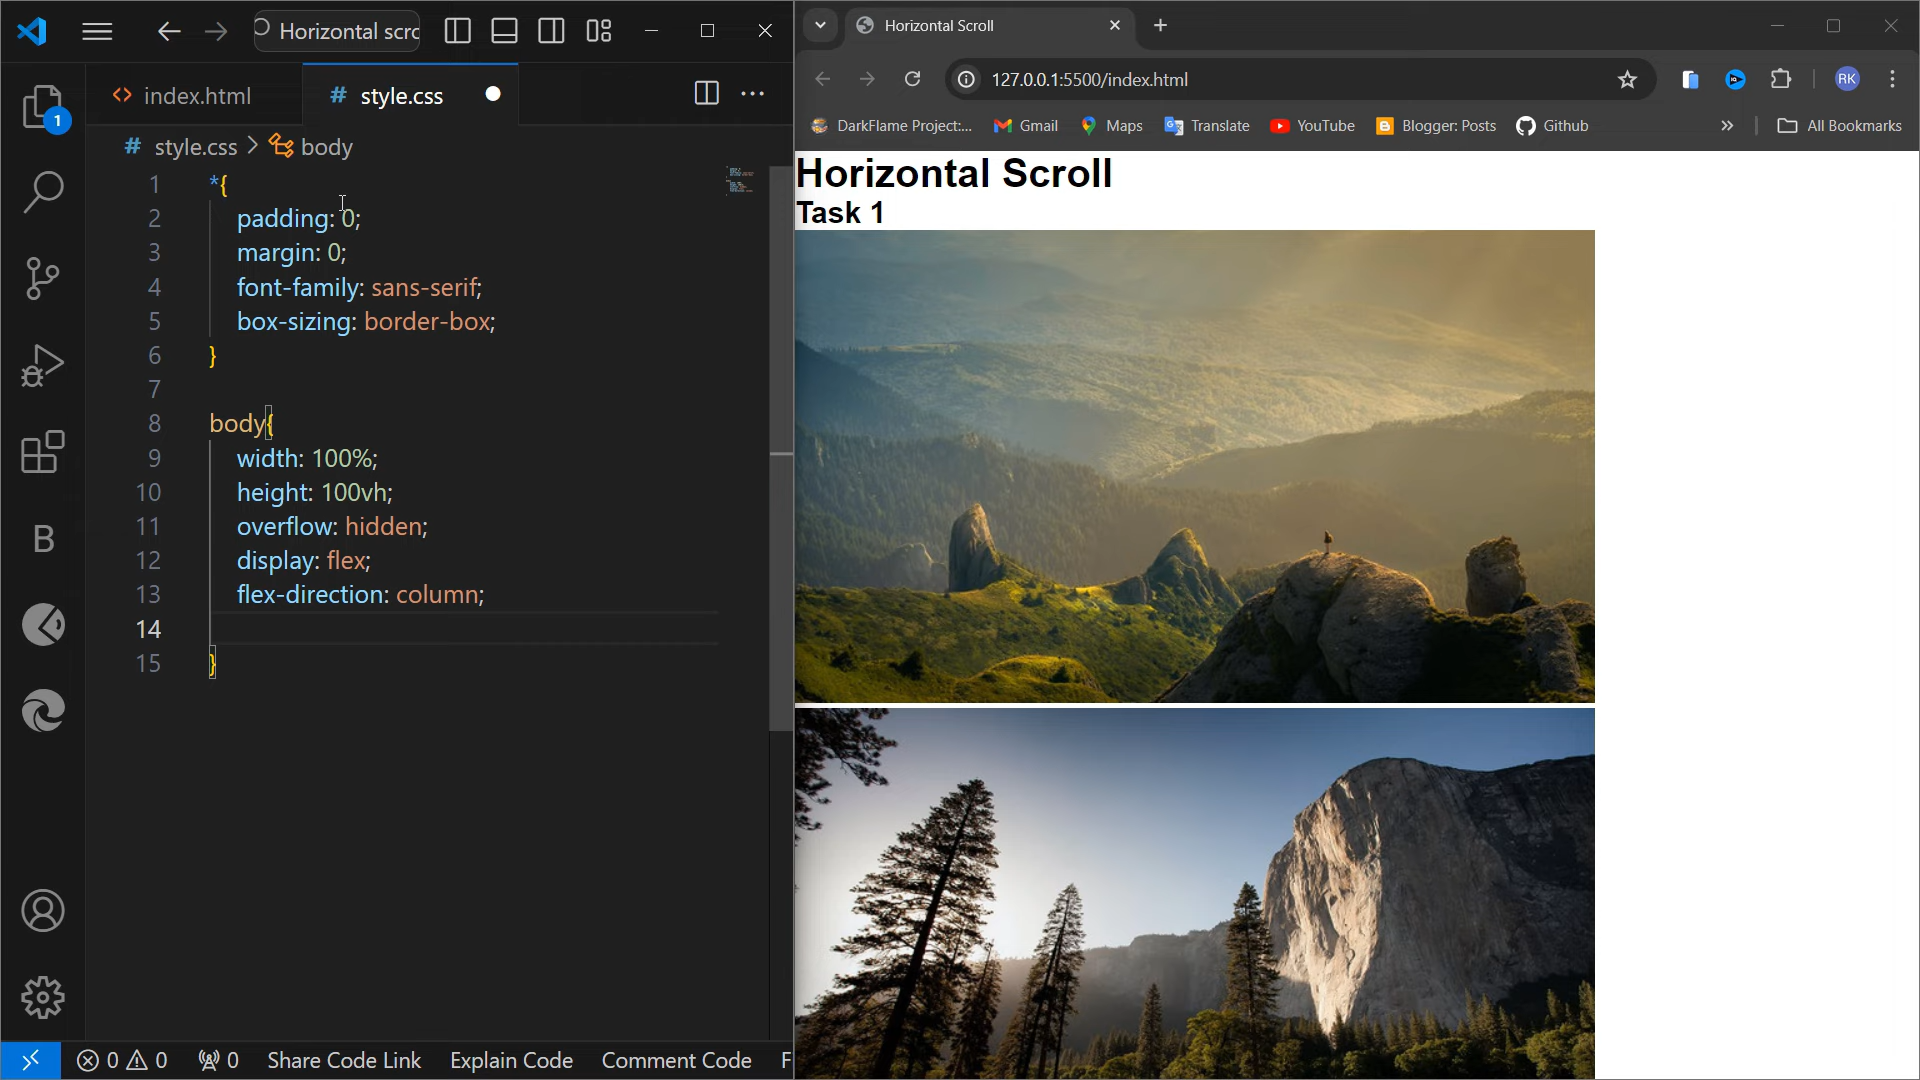 Horizontal scrc
index.html
# style.css
# style.css > body
1 *{
2 padding: 0;
3 margin: 0;
4 font-family: sans-serif;
5 box-sizing: border-box;
6 }
7
8 body{
9 width: 100%;
10 height: 100vh;
11 overflow: hidden;
12 display: flex;
13 flex-direction: column;
14
15 }
1
B
0 0
0
Share Code Link
Explain Code
Comment Code
F
Horizontal Scroll
127.0.0.1:5500/index.html
RK
DarkFlame Project:...
Gmail
Maps
Translate
YouTube
Blogger: Posts
Github
All Bookmarks
Horizontal Scroll
Task 1